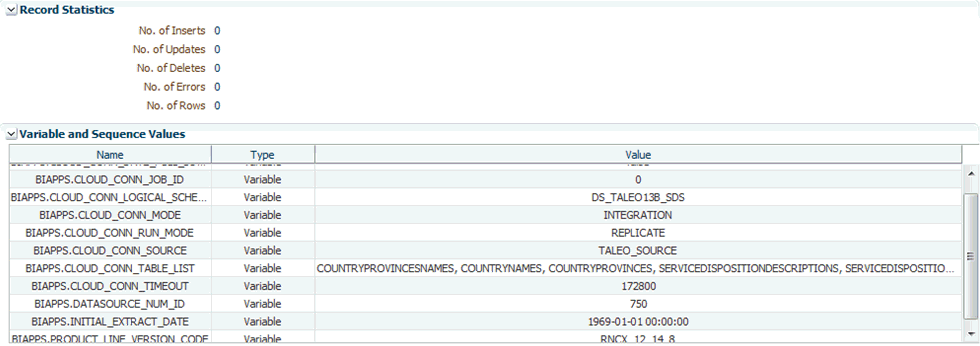 Record Statistics
No. of Inserts 0
No. of Updates 0
No. of Deletes 0
No. of Errors 0
No. of Rows 0
Variable and Sequence Values
Name Type Value
BIAPPS.CLOUD_CONN_JOB_ID Variable 0
BIAPPS.CLOUD_CONN_LOGICAL_SCHE... Variable DS_TALEO13B_SDS
BIAPPS.CLOUD_CONN_MODE Variable INTEGRATION
BIAPPS.CLOUD_CONN_RUN_MODE Variable REPLICATE
BIAPPS.CLOUD_CONN_SOURCE Variable TALEO_SOURCE
BIAPPS.CLOUD_CONN_TABLE_LIST Variable COUNTRYPROVINCESNAMES, COUNTRYNAMES, COUNTRYPROVINCES, SERVICEDISPOSITIONDESCRIPTIONS, SERVICEDISPOSITIO...
BIAPPS.CLOUD_CONN_TIMEOUT Variable 172800
BIAPPS.DATASOURCE_NUM_ID Variable 750
BIAPPS.INITIAL_EXTRACT_DATE Variable 1969-01-01 00:00:00
BIAPPS.PRODUCT_LINE_VERSION_CODE Variable RNCX_12_14_8